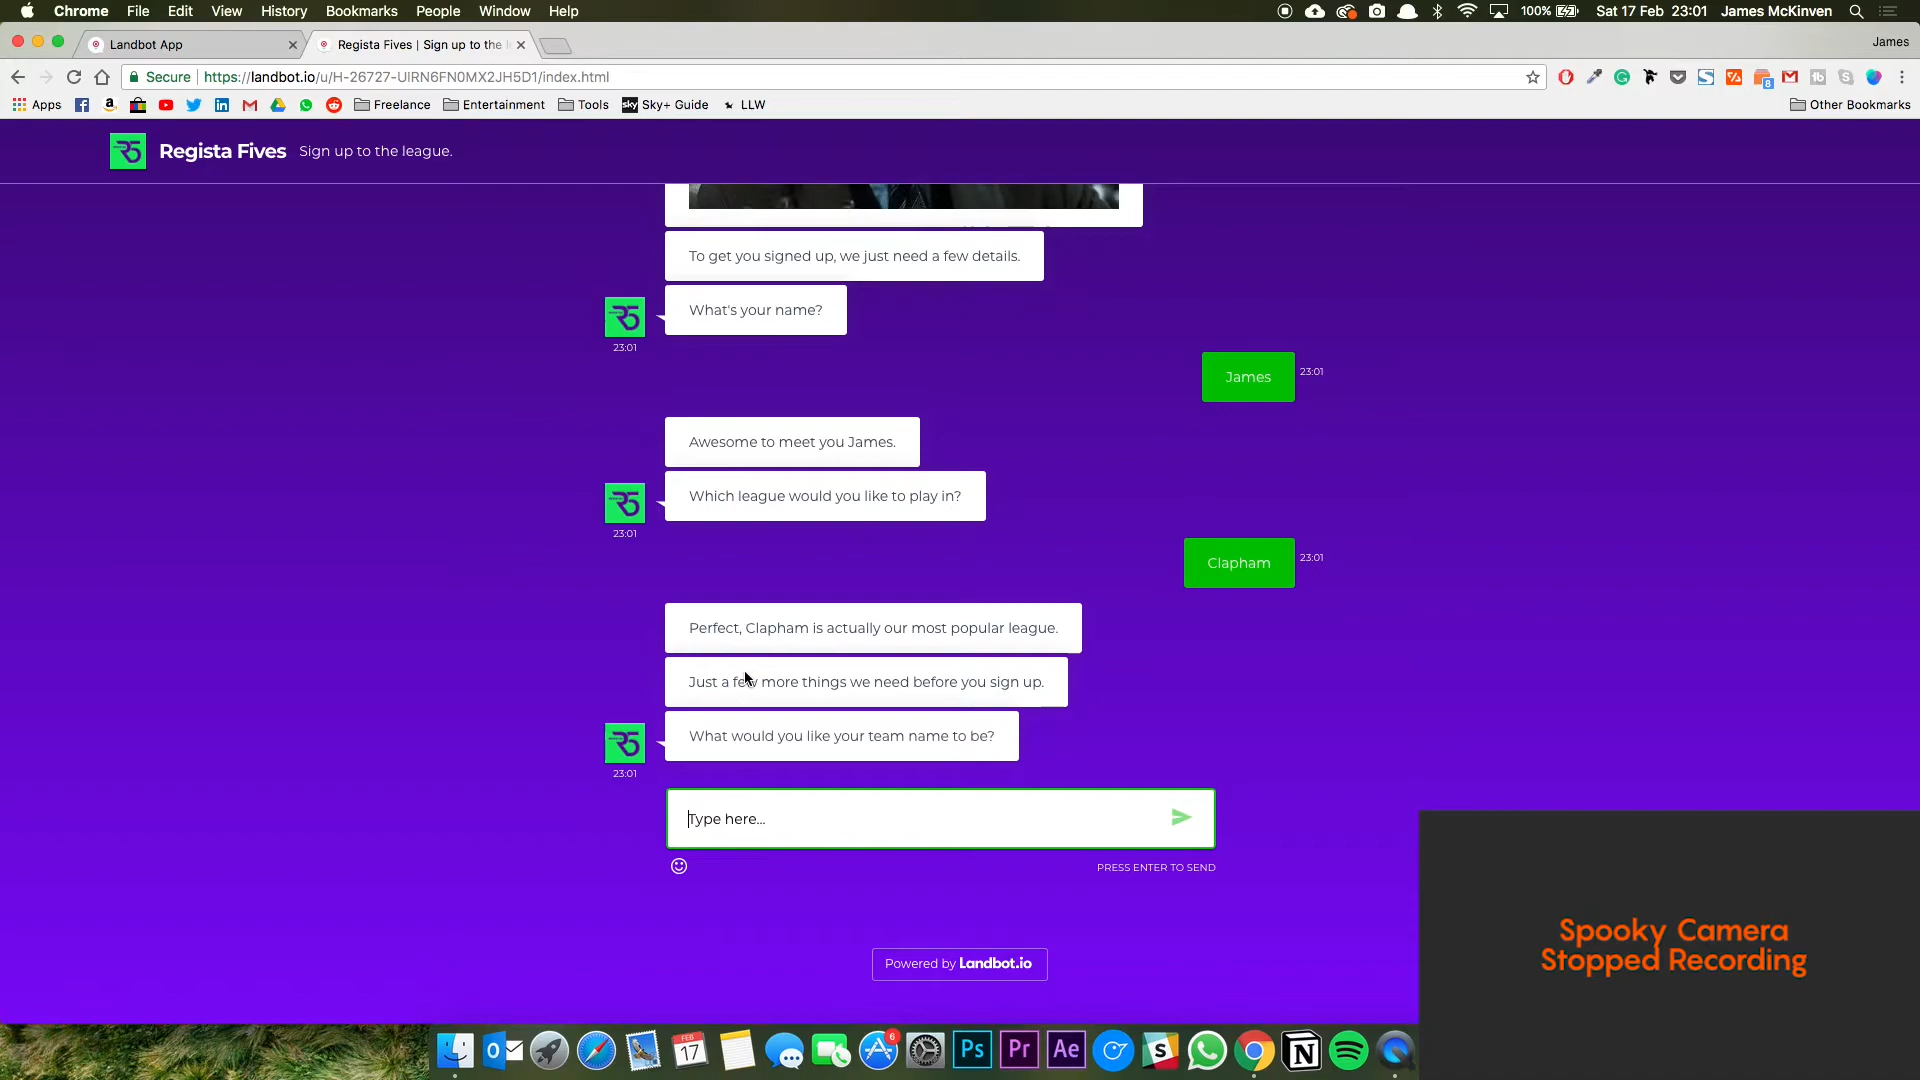 Chrome File Edit View History Bookmarks People Window Help 100% Sat 17 Feb 23:01 James McKinven
Landbot App
Regista Fives | Sign up to the l
James
Secure https://landbot.io/u/H-26727-UIRN6FN0MX2JH5D1/index.html
Apps Freelance Entertainment Tools Sky+ Guide LLW Other Bookmarks
Regista Fives Sign up to the league.
To get you signed up, we just need a few details.
What's your name?
23:01
James
23:01
Awesome to meet you James.
Which league would you like to play in?
23:01
Clapham
23:01
Perfect, Clapham is actually our most popular league.
Just a few more things we need before you sign up.
What would you like your team name to be?
23:01
Type here...
PRESS ENTER TO SEND
Powered by Landbot.io
Spooky Camera
Stopped Recording
FEB
17
6
Ps
Pr
Ae